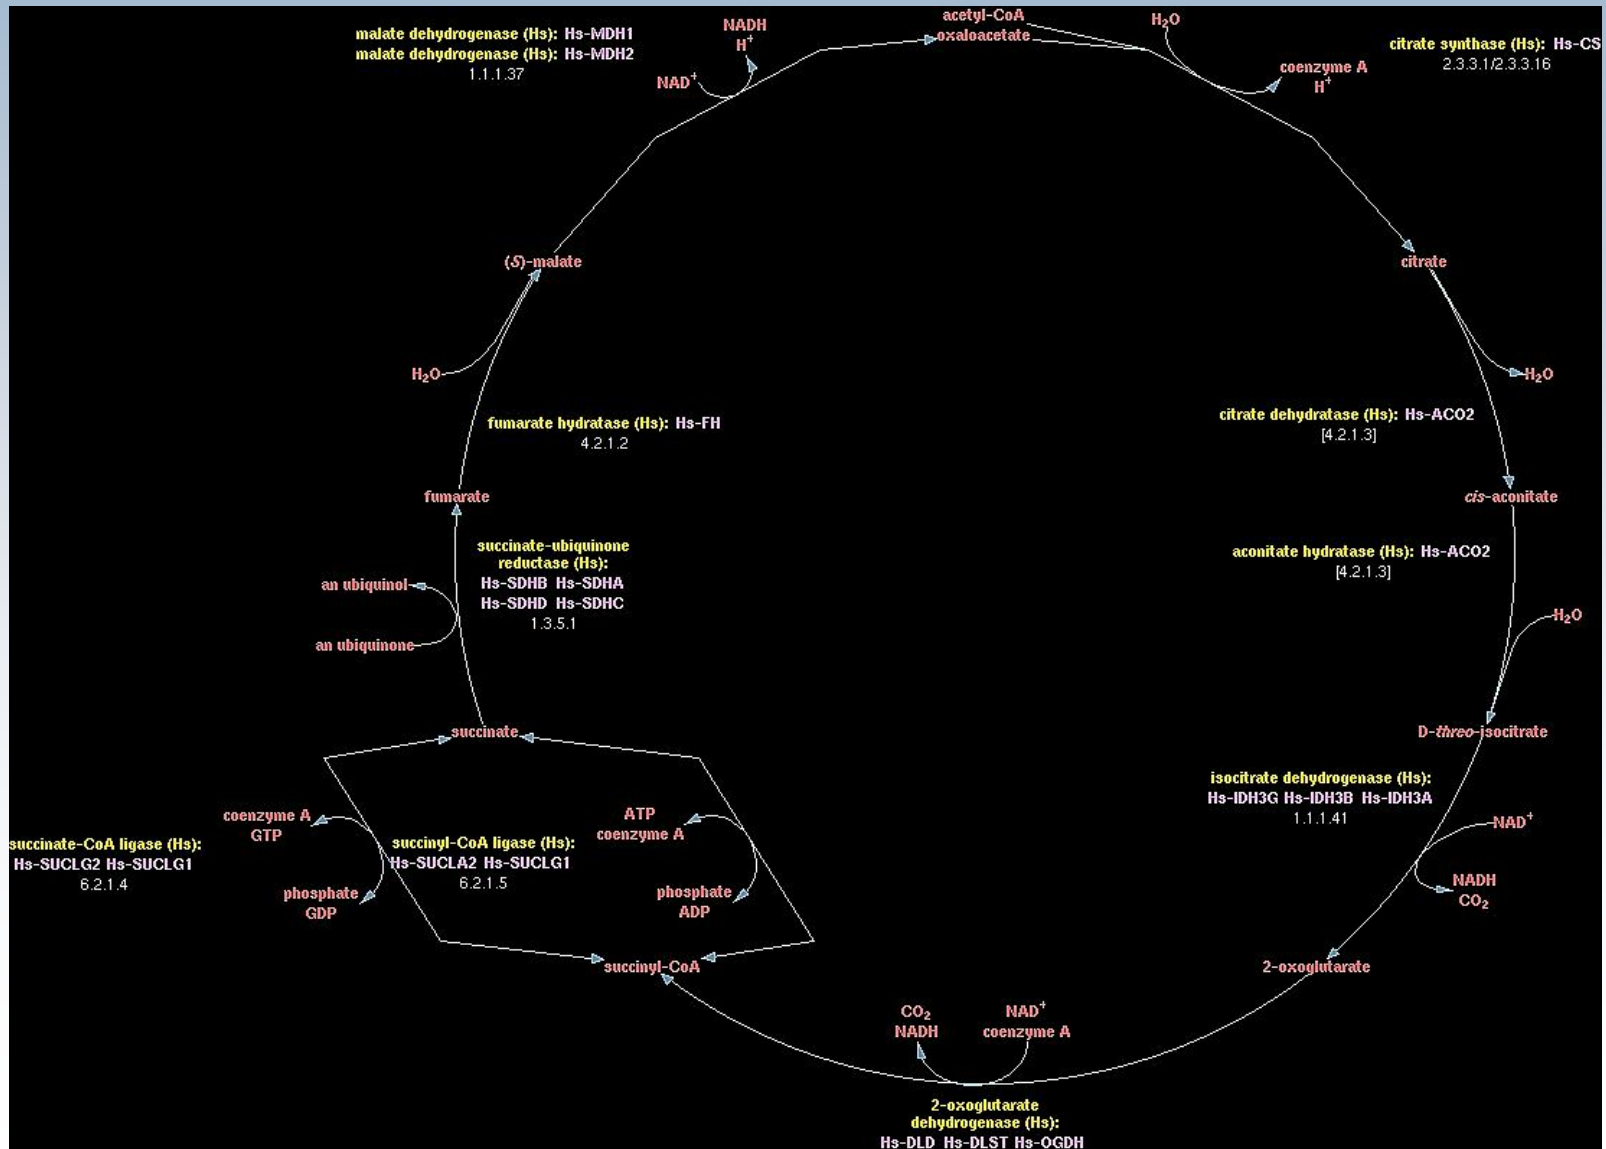 malate dehydrogenase (Hs): Hs-MDH1
malate dehydrogenase (Hs): Hs-MDH2
1.1.1.37
NADH
H+
NAD+
acetyl-CoA
oxaloacetate
H2O
coenzyme A
H+
citrate synthase (Hs): Hs-CS
2.3.3.1/2.3.3.16
(S)-malate
citrate
H2O
H2O
fumarate hydratase (Hs): Hs-FH
4.2.1.2
citrate dehydratase (Hs): Hs-ACO2
[4.2.1.3]
fumarate
cis-aconitate
succinate-ubiquinone
reductase (Hs):
Hs-SDHB Hs-SDHA
Hs-SDHD Hs-SDHC
1.3.5.1
an ubiquinol
an ubiquinone
aconitate hydratase (Hs): Hs-ACO2
[4.2.1.3]
H2O
succinate
D-threo-isocitrate
isocitrate dehydrogenase (Hs):
Hs-IDH3G Hs-IDH3B Hs-IDH3A
1.1.1.41
NAD+
NADH
CO2
coenzyme A
GTP
succinate-CoA ligase (Hs):
Hs-SUCLG2 Hs-SUCLG1
6.2.1.4
phosphate
GDP
succinyl-CoA ligase (Hs):
Hs-SUCLA2 Hs-SUCLG1
6.2.1.5
ATP
coenzyme A
phosphate
ADP
succinyl-CoA
2-oxoglutarate
CO2
NADH
NAD+
coenzyme A
2-oxoglutarate
dehydrogenase (Hs):
Hs-DLD Hs-DLST Hs-OGDH